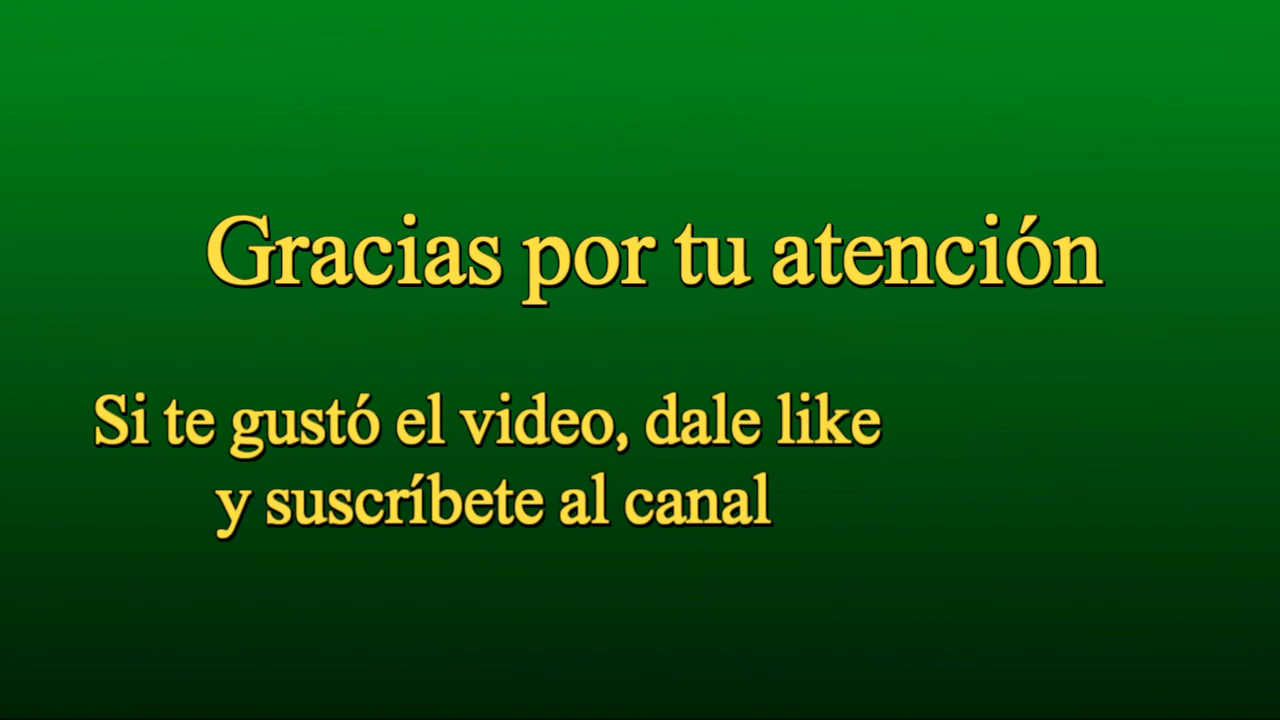 Gracias por tu atención
Si te gustó el video, dale like
y suscríbete al canal